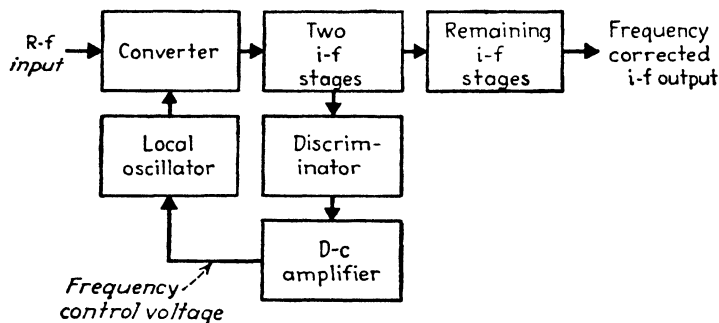 R-f
input
Converter
Two
i-f
stages
Remaining
i-f
stages
Frequency
corrected
i-f output
Local
oscillator
Discrim-
inator
D-c
amplifier
Frequency
control voltage